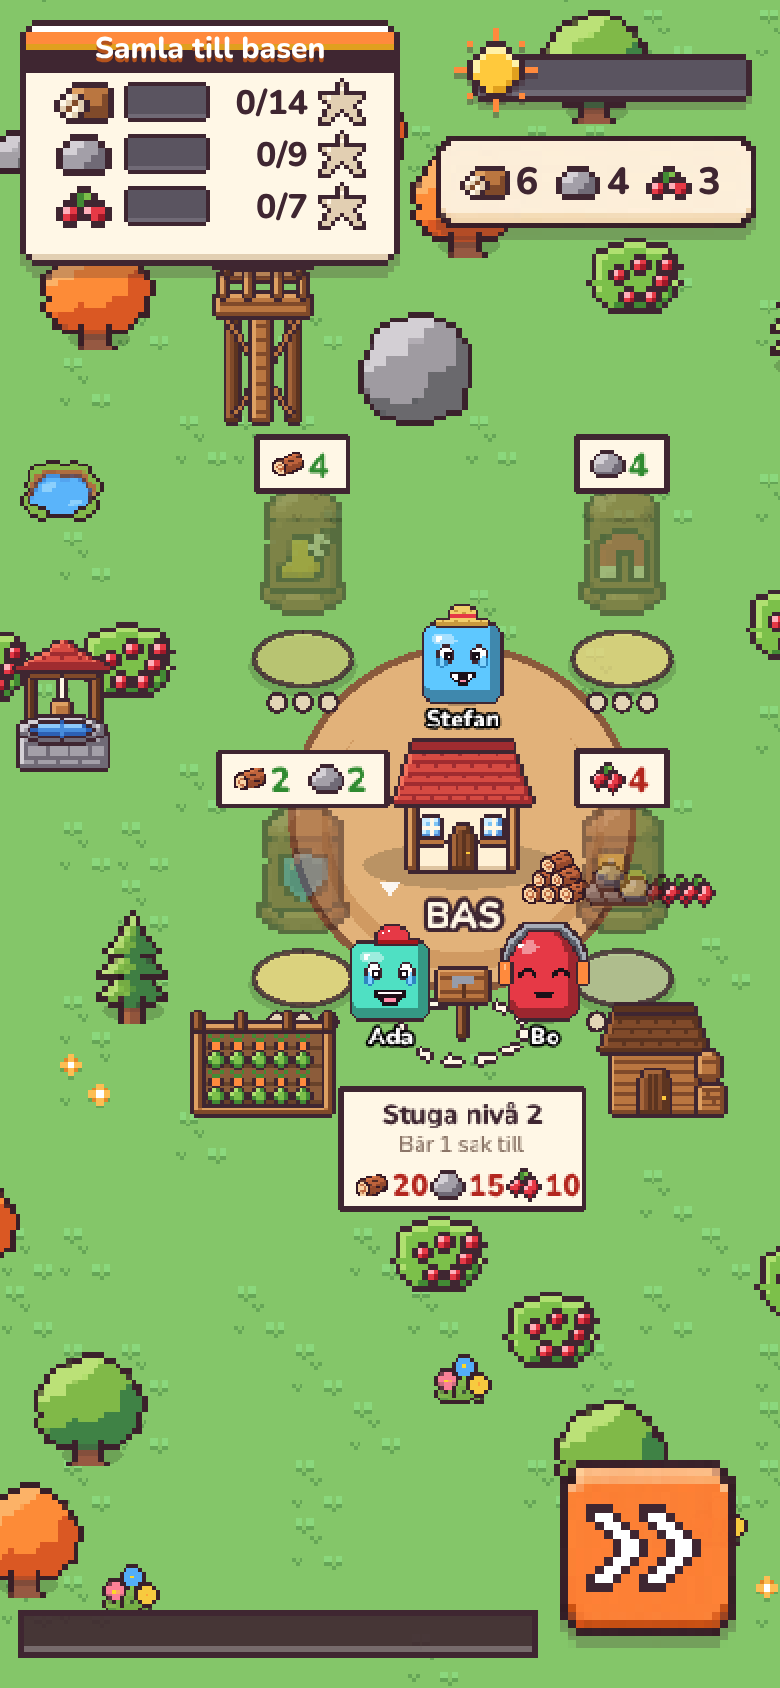 Samla till basen
0/14
0/9
0/7
6 4 3
4
4
Stefan
2 2
4
BAS
Ada
Bo
Stuga nivå 2
Bär 1 sak till
20 15 10